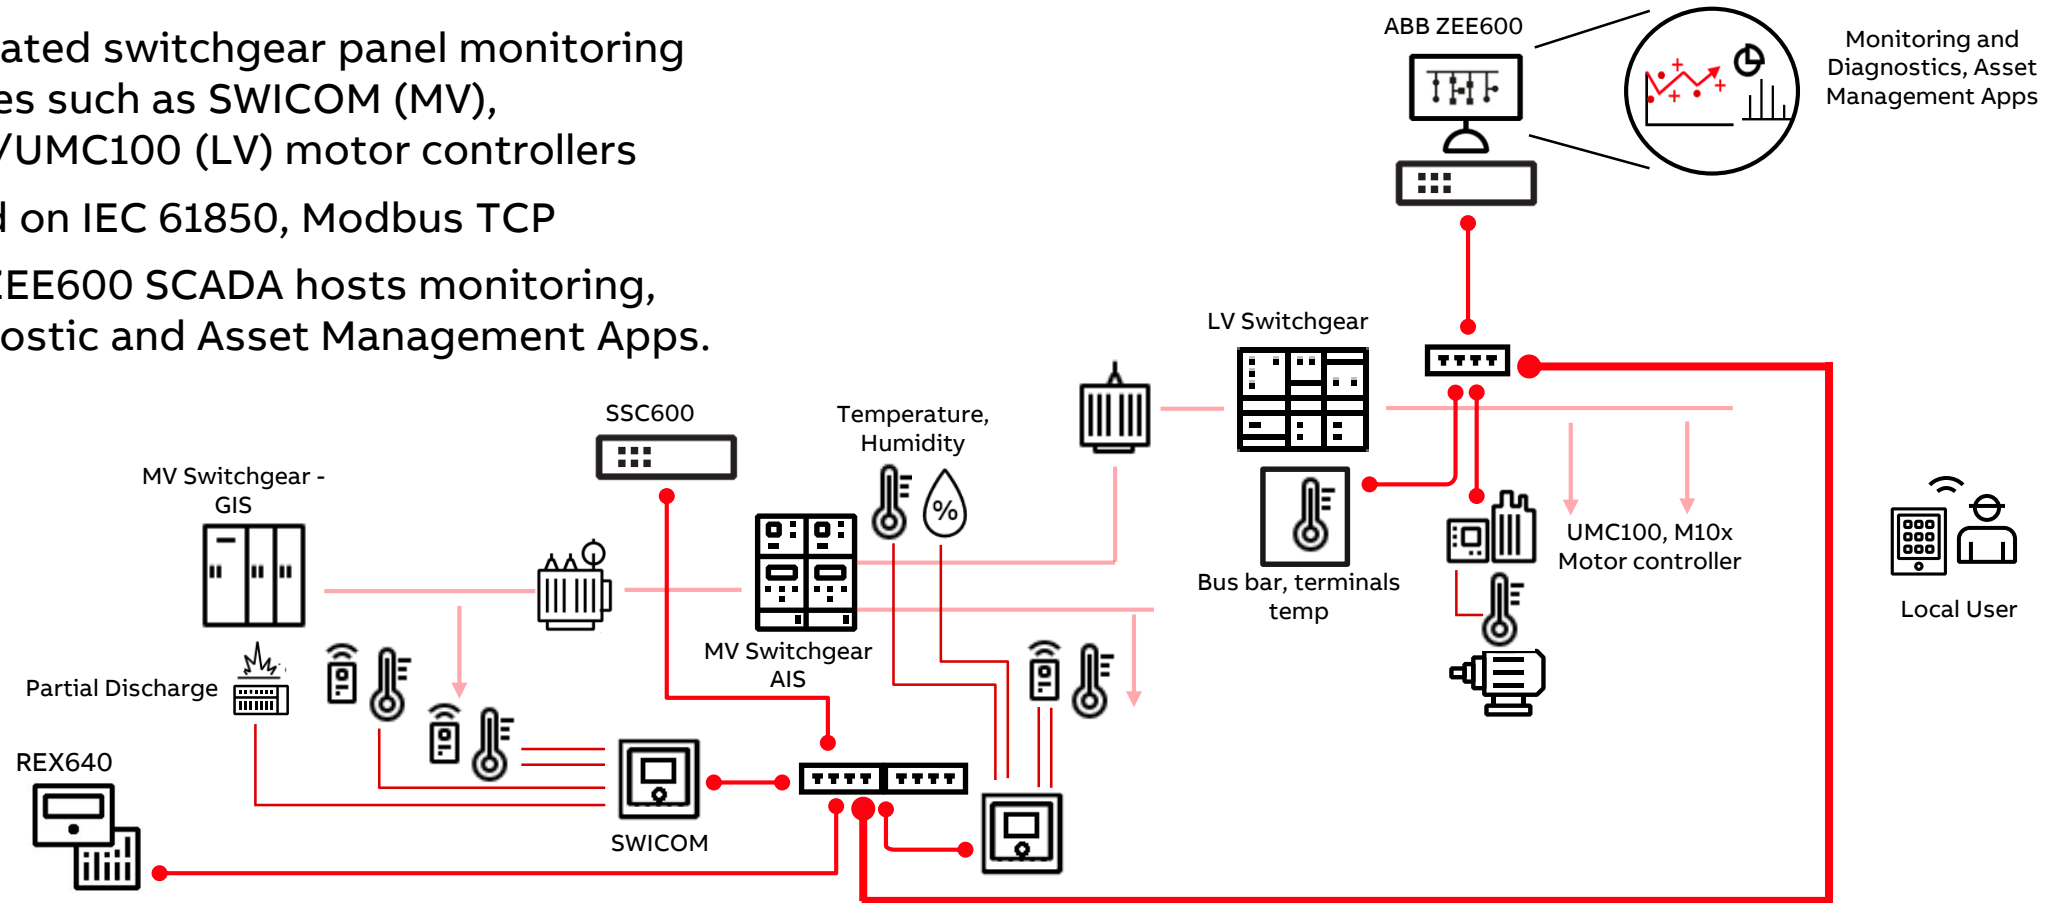 ated switchgear panel monitoring
es such as SWICOM (MV),
/UMC100 (LV) motor controllers
d on IEC 61850, Modbus TCP
ZEE600 SCADA hosts monitoring,
ostic and Asset Management Apps.
ABB ZEE600
Monitoring and
Diagnostics, Asset
Management Apps
LV Switchgear
SSC600
Temperature,
Humidity
%
MV Switchgear -
GIS
UMC100, M10x
Motor controller
Bus bar, terminals
temp
Local User
MV Switchgear
AIS
Partial Discharge
REX640
SWICOM